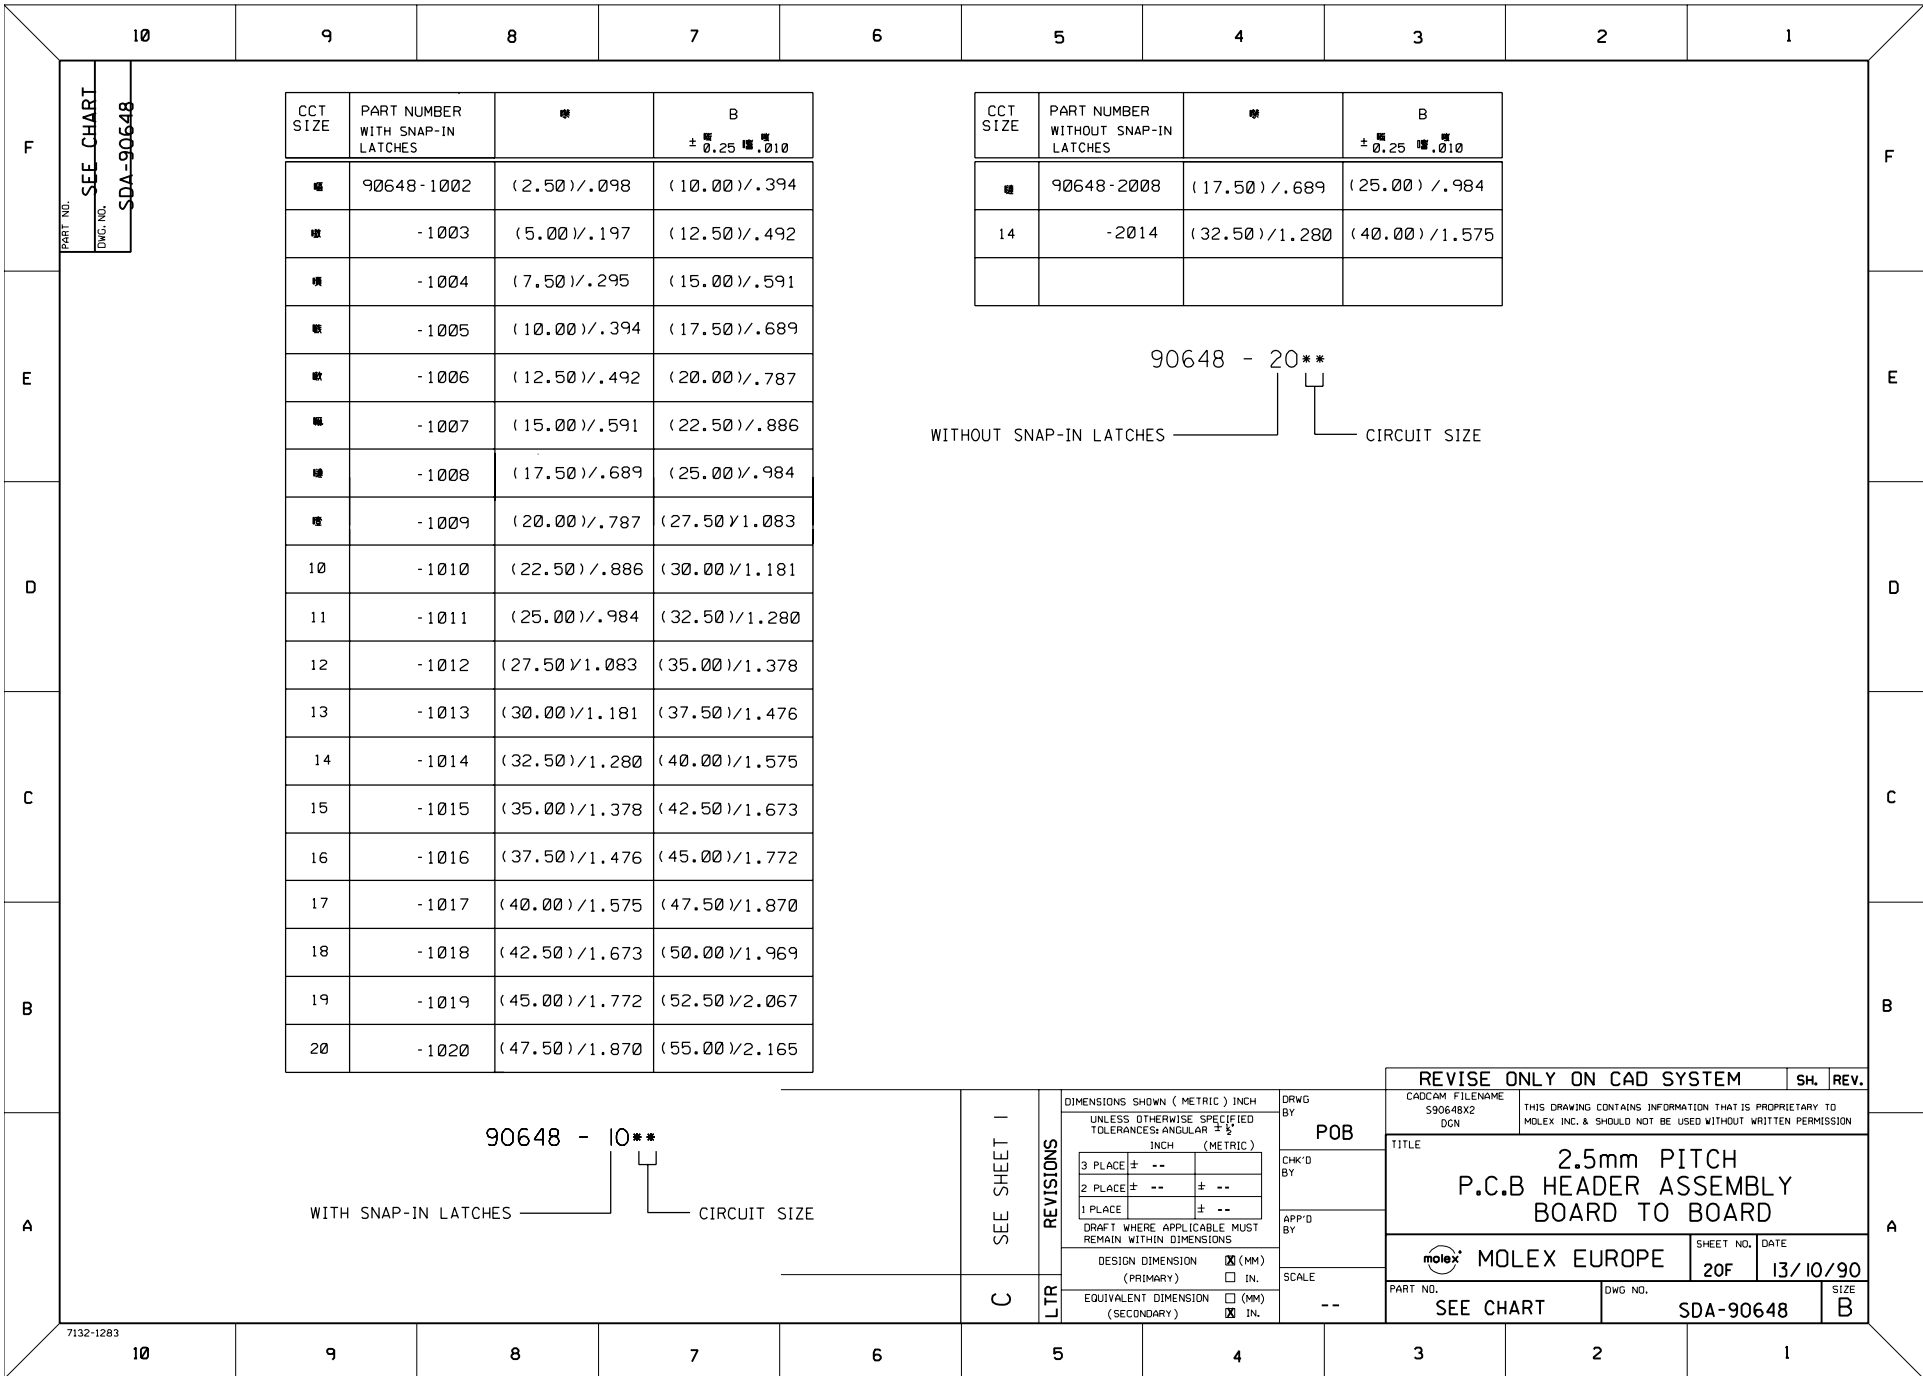 10 9 8 7 6 5 4 3 2 1
F
E
D
C
B
A
PART NO.
SEE CHART
DWG. NO.
SDA-90648
CCT SIZE
PART NUMBER WITH SNAP-IN LATCHES
B
± 0.25 .010
90648-1002 (2.50)/.098 (10.00)/.394
-1003 (5.00)/.197 (12.50)/.492
-1004 (7.50)/.295 (15.00)/.591
-1005 (10.00)/.394 (17.50)/.689
-1006 (12.50)/.492 (20.00)/.787
-1007 (15.00)/.591 (22.50)/.886
-1008 (17.50)/.689 (25.00)/.984
-1009 (20.00)/.787 (27.50)/1.083
10 -1010 (22.50)/.886 (30.00)/1.181
11 -1011 (25.00)/.984 (32.50)/1.280
12 -1012 (27.50)/1.083 (35.00)/1.378
13 -1013 (30.00)/1.181 (37.50)/1.476
14 -1014 (32.50)/1.280 (40.00)/1.575
15 -1015 (35.00)/1.378 (42.50)/1.673
16 -1016 (37.50)/1.476 (45.00)/1.772
17 -1017 (40.00)/1.575 (47.50)/1.870
18 -1018 (42.50)/1.673 (50.00)/1.969
19 -1019 (45.00)/1.772 (52.50)/2.067
20 -1020 (47.50)/1.870 (55.00)/2.165
90648 - 10**
WITH SNAP-IN LATCHES
CIRCUIT SIZE
CCT SIZE
PART NUMBER WITHOUT SNAP-IN LATCHES
B
± 0.25 .010
90648-2008 (17.50)/.689 (25.00)/.984
14 -2014 (32.50)/1.280 (40.00)/1.575
90648 - 20**
WITHOUT SNAP-IN LATCHES
CIRCUIT SIZE
SEE SHEET 1
C
REVISIONS
LTR
DIMENSIONS SHOWN (METRIC) INCH
UNLESS OTHERWISE SPECIFIED
TOLERANCES: ANGULAR ± ½°
INCH (METRIC)
3 PLACE ± --
2 PLACE ± -- ± --
1 PLACE ± --
DRAFT WHERE APPLICABLE MUST
REMAIN WITHIN DIMENSIONS
DESIGN DIMENSION X (MM)
(PRIMARY) IN.
EQUIVALENT DIMENSION (MM)
(SECONDARY) X IN.
DRWG BY
POB
CHK'D BY
APP'D BY
SCALE
--
REVISE ONLY ON CAD SYSTEM SH. REV.
CADCAM FILENAME
S90648X2
DGN
THIS DRAWING CONTAINS INFORMATION THAT IS PROPRIETARY TO
MOLEX INC. & SHOULD NOT BE USED WITHOUT WRITTEN PERMISSION
TITLE
2.5mm PITCH
P.C.B HEADER ASSEMBLY
BOARD TO BOARD
molex MOLEX EUROPE
SHEET NO.
2OF
DATE
13/10/90
PART NO.
SEE CHART
DWG NO.
SDA-90648
SIZE
B
F
E
D
C
B
A
7132-1283
10 9 8 7 6 5 4 3 2 1